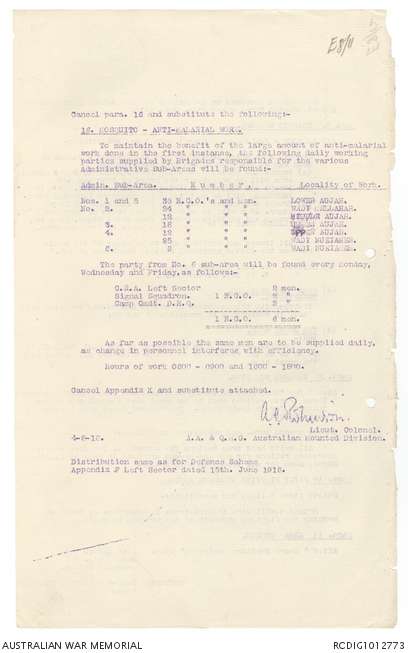 E8/11
Cancel para. 18 and substitute the following:-
18. MOSQUITO - ANTI-MALARIAL WORK.
To maintain the benefit of the large amount of anti-malarial
work done in the first instance, the following daily working
parties supplied by Brigades responsible for the various
Administrative Sub-Areas will be found:-
Admin. Sub-Area. Number. Locality of Work.
Nos. 1 and 5 N.C.O.'s and men. LOWER AUJAH.
No. 2. 24 " " " WADI MELLAHAH.
12 " " " MIDDLE AUJAH.
3. 18 " " " AUJAH.
4. 12 " " " UPPER AUJAH.
25 " " " WADI NUEIAMEH.
6. " " " WADI NUEIAMEH.
The party from No. 6 sub-area will be found every Monday,
Wednesday and Friday, as follows:-
C.R.A. Left Sector 2 men.
Signal Squadron. 1 N.C.O. 2 "
Camp Cmdt. D.H.Q. 2 "
1 N.C.O. 6 men.
As far as possible the same men are to be supplied daily,
as change in personnel interferes with efficiency.
Hours of work 0600 - 0900 and 1600 - 1800.
Cancel Appendix K and substitute attached.
Lieut. Colonel.
4-8-18. A.A. & Q.M.G. Australian Mounted Division.
Distribution same as for Defence Scheme
Appendix F Left Sector dated 15th. June 1918.
AUSTRALIAN WAR MEMORIAL
RCDIG1012773